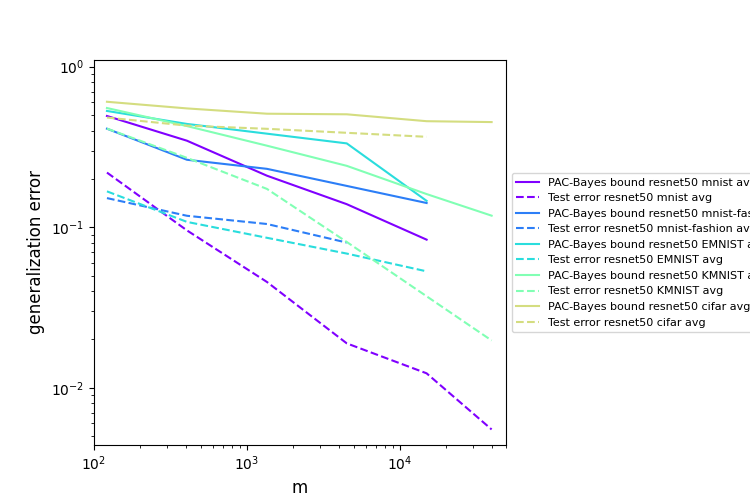 10⁰
10⁻¹
10⁻²
generalization error
10²
10³
10⁴
m
PAC-Bayes bound resnet50 mnist av
Test error resnet50 mnist avg
PAC-Bayes bound resnet50 mnist-fas
Test error resnet50 mnist-fashion av
PAC-Bayes bound resnet50 EMNIST a
Test error resnet50 EMNIST avg
PAC-Bayes bound resnet50 KMNIST a
Test error resnet50 KMNIST avg
PAC-Bayes bound resnet50 cifar avg
Test error resnet50 cifar avg